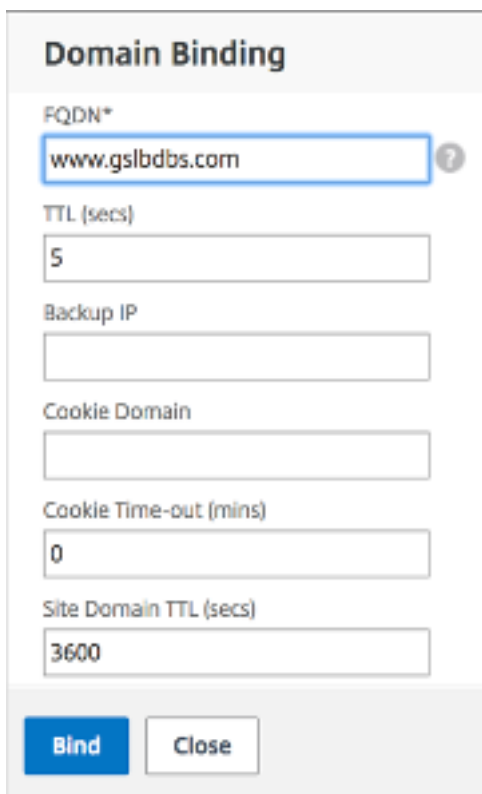 Domain Binding
FQDN*
www.gslbdbs.com
?
TTL (secs)
5
Backup IP
Cookie Domain
Cookie Time-out (mins)
0
Site Domain TTL (secs)
3600
Bind Close